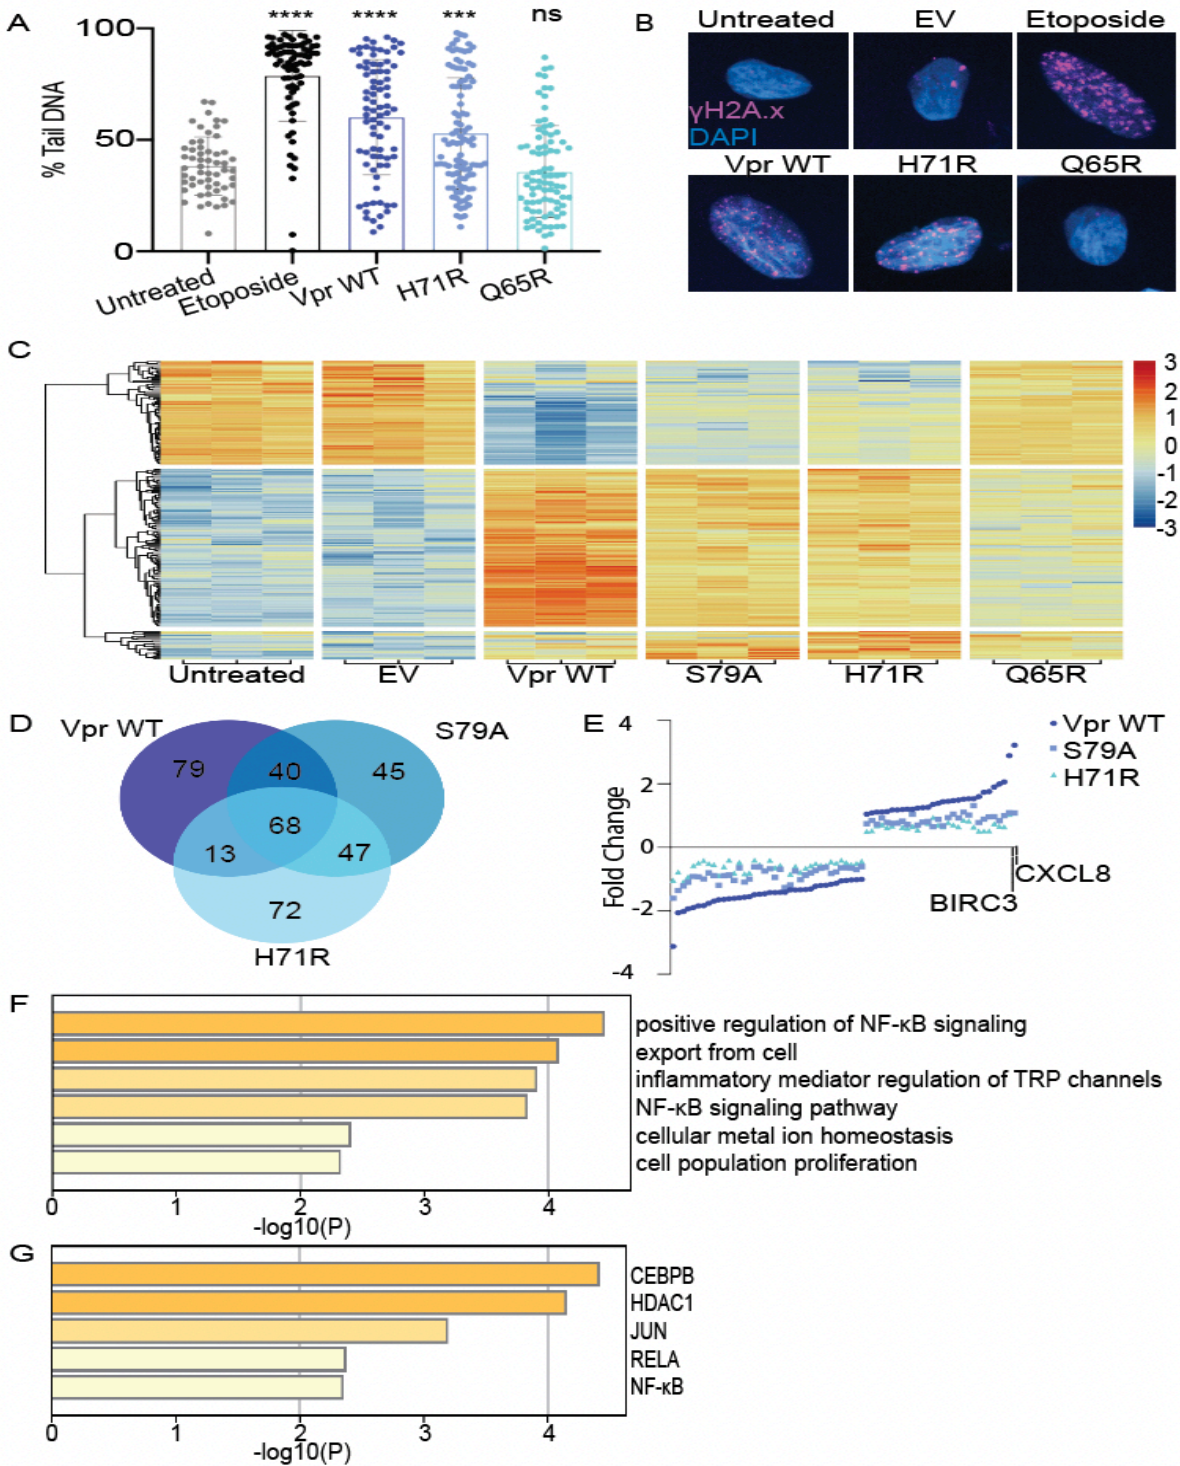 A
**** **** *** ns
100
50
0
% Tail DNA
Untreated Etoposide Vpr WT H71R Q65R
B
Untreated EV Etoposide
γH2A.x
DAPI
Vpr WT H71R Q65R
C
3
2
1
0
-1
-2
-3
Untreated EV Vpr WT S79A H71R Q65R
D
Vpr WT S79A
79 40 45
68
13 47
72
H71R
E
4
2
0
-2
-4
Fold Change
Vpr WT
S79A
H71R
CXCL8
BIRC3
F
positive regulation of NF-κB signaling
export from cell
inflammatory mediator regulation of TRP channels
NF-κB signaling pathway
cellular metal ion homeostasis
cell population proliferation
0 1 2 3 4
-log10(P)
G
CEBPB
HDAC1
JUN
RELA
NF-κB
0 1 2 3 4
-log10(P)